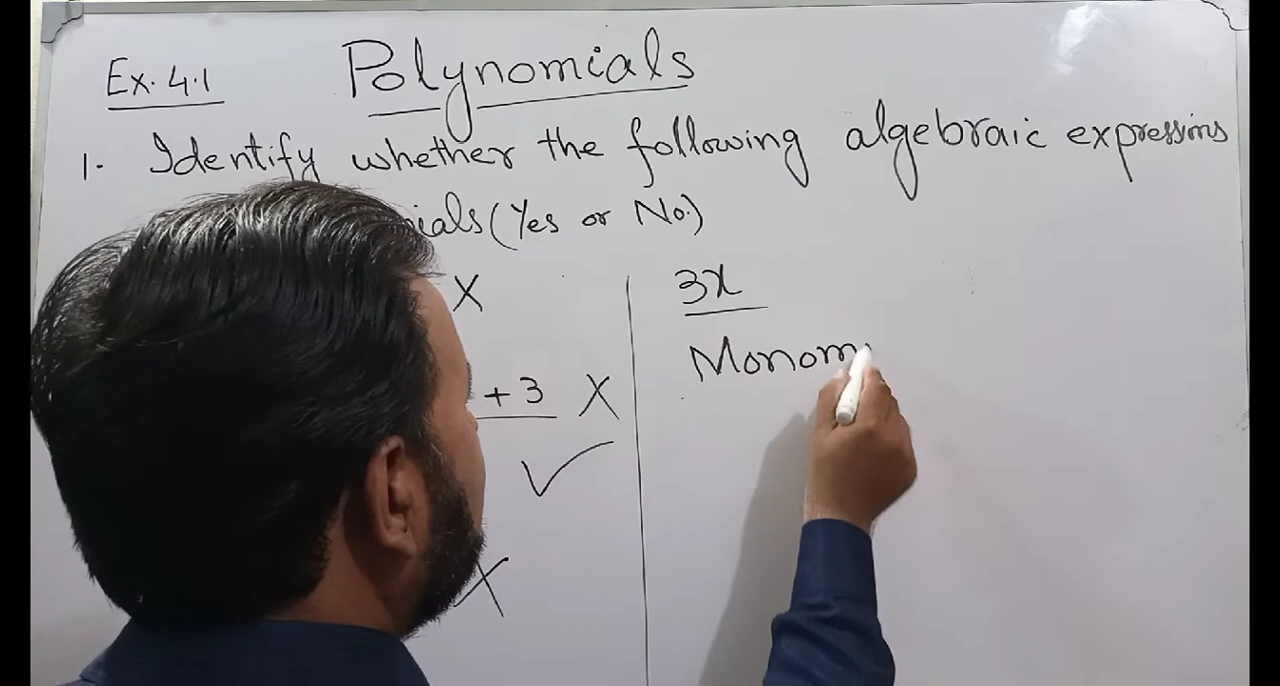 Ex. 4.1 Polynomials
1. Identify whether the following algebraic expressions
ials (Yes or No.)
X
3x
Monom
+ 3 X
✓
X